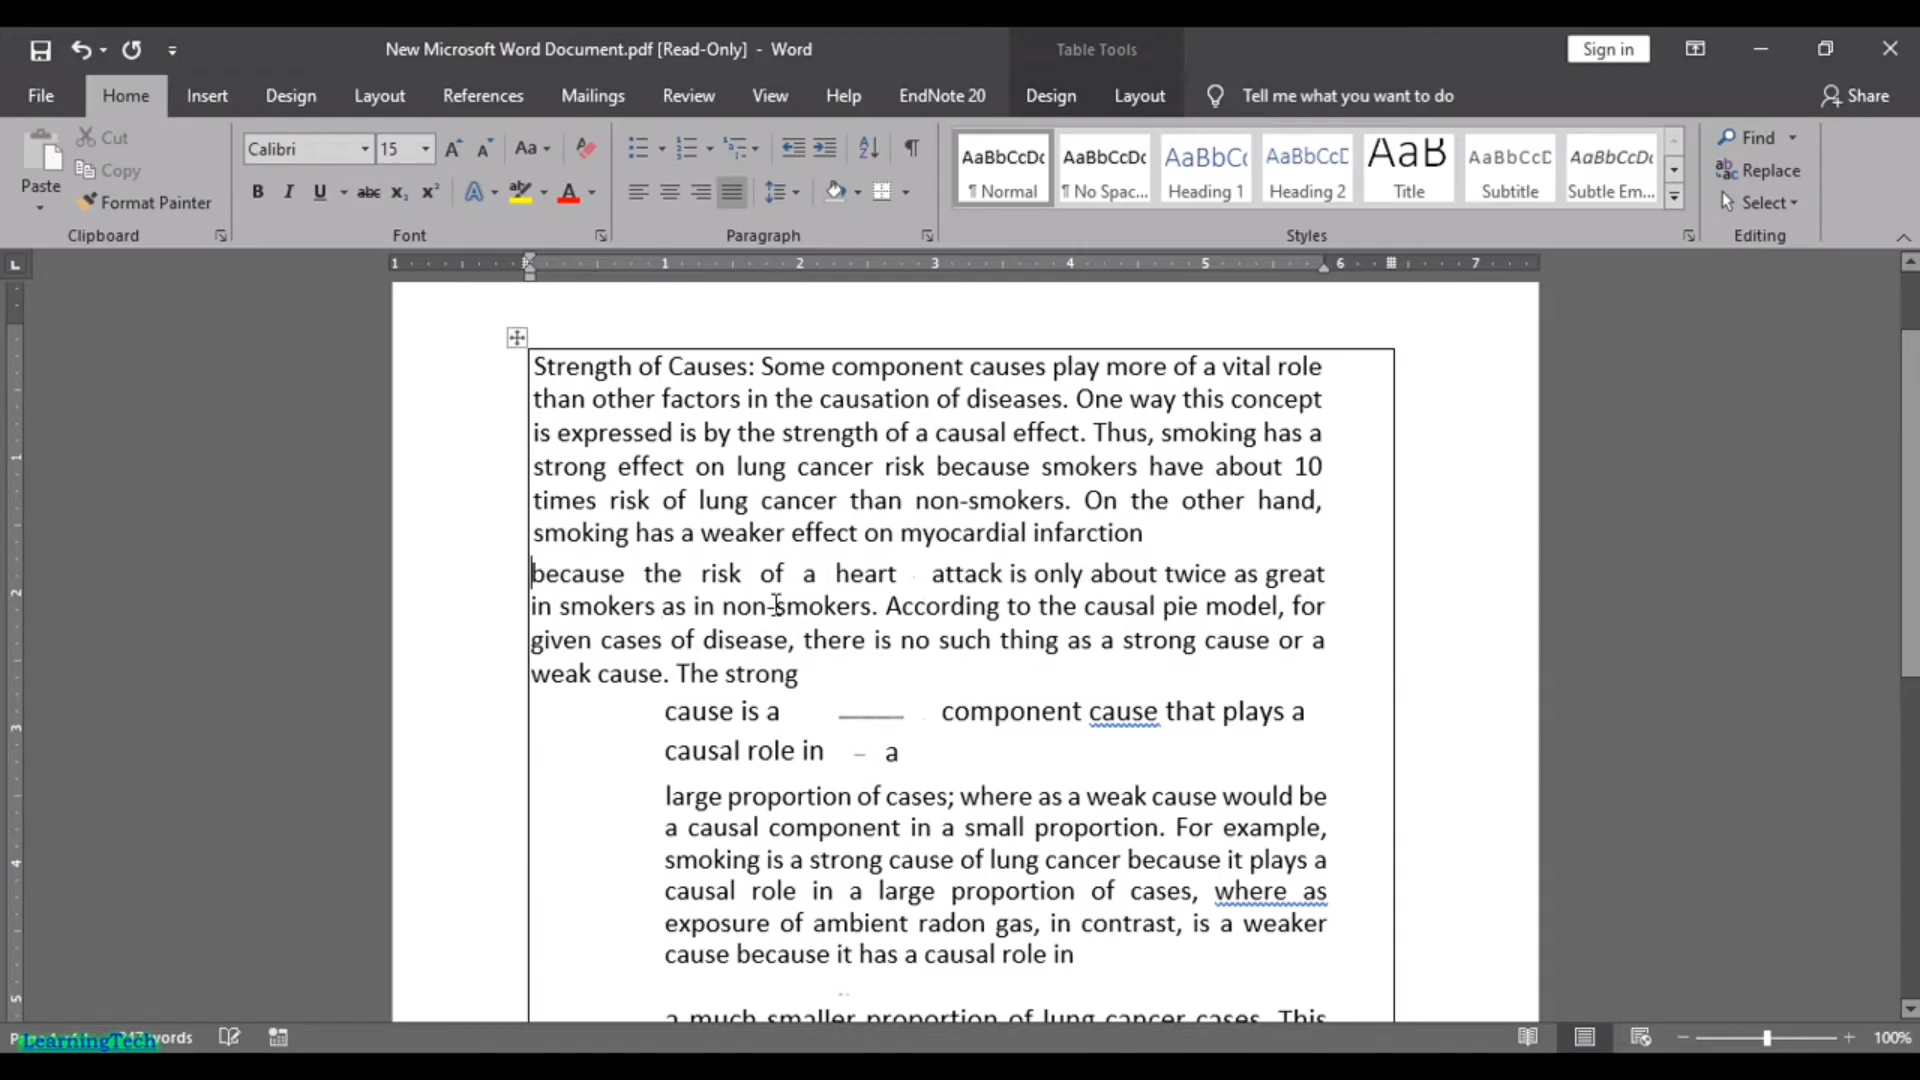 New Microsoft Word Document.pdf [Read-Only] - Word
Table Tools
Sign in
File Home Insert Design Layout References Mailings Review View Help EndNote 20 Design Layout Tell me what you want to do Share
Paste
Cut
Copy
Format Painter
Clipboard
Calibri 15
Font
Paragraph
AaBbCcDc AaBbCcDc AaBbCc AaBbCcD AaB AaBbCcD AaBbCcDc
¶ Normal ¶ No Spac... Heading 1 Heading 2 Title Subtitle Subtle Em...
Styles
Find
Replace
Select
Editing
1 1 2 3 4 5 6 7
Strength of Causes: Some component causes play more of a vital role
than other factors in the causation of diseases. One way this concept
is expressed is by the strength of a causal effect. Thus, smoking has a
strong effect on lung cancer risk because smokers have about 10
times risk of lung cancer than non-smokers. On the other hand,
smoking has a weaker effect on myocardial infarction
because the risk of a heart attack is only about twice as great
in smokers as in non-smokers. According to the causal pie model, for
given cases of disease, there is no such thing as a strong cause or a
weak cause. The strong
cause is a component cause that plays a
causal role in a
large proportion of cases; where as a weak cause would be
a causal component in a small proportion. For example,
smoking is a strong cause of lung cancer because it plays a
causal role in a large proportion of cases, where as
exposure of ambient radon gas, in contrast, is a weaker
cause because it has a causal role in
a much smaller proportion of lung cancer cases. This
LearningTech words
100%